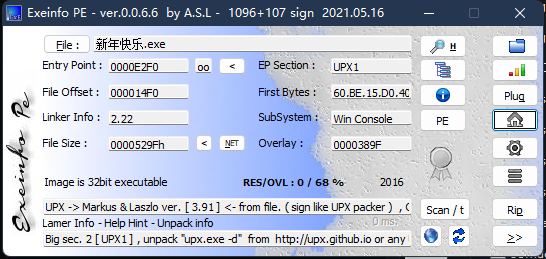 Exeinfo PE - ver.0.0.6.6 by A.S.L - 1096+107 sign 2021.05.16
File : 新年快乐.exe H
Entry Point : 0000E2F0 oo < EP Section : UPX1
File Offset : 000014F0 First Bytes : 60.BE.15.D0.40 Plug
Linker Info : 2.22 SubSystem : Win Console PE
File Size : 0000529Fh < NET Overlay : 0000389F
Image is 32bit executable RES/OVL : 0 / 68 % 2016
UPX -> Markus & Laszlo ver. [ 3.91 ] <- from file. ( sign like UPX packer ) , Scan / t Rip
Lamer Info - Help Hint - Unpack info 0 ms.
Big sec. 2 [ UPX1 ] , unpack "upx.exe -d" from http://upx.github.io or any >>
Exeinfo Pe